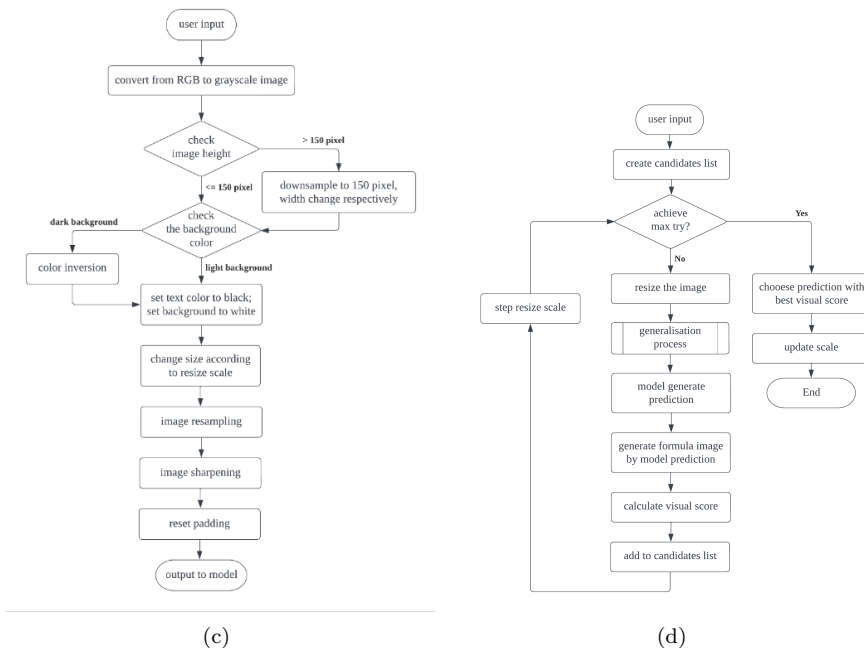 user input
convert from RGB to grayscale image
check
image height
> 150 pixel
<= 150 pixel
downsample to 150 pixel,
width change respectively
check
the background
color
dark background
color inversion
light background
set text color to black;
set background to white
change size according
to resize scale
image resampling
image sharpening
reset padding
output to model
(c)
user input
create candidates list
achieve
max try?
Yes
No
step resize scale
resize the image
generalisation
process
model generate
prediction
generate formula image
by model prediction
calculate visual score
add to candidates list
chooese prediction with
best visual score
update scale
End
(d)